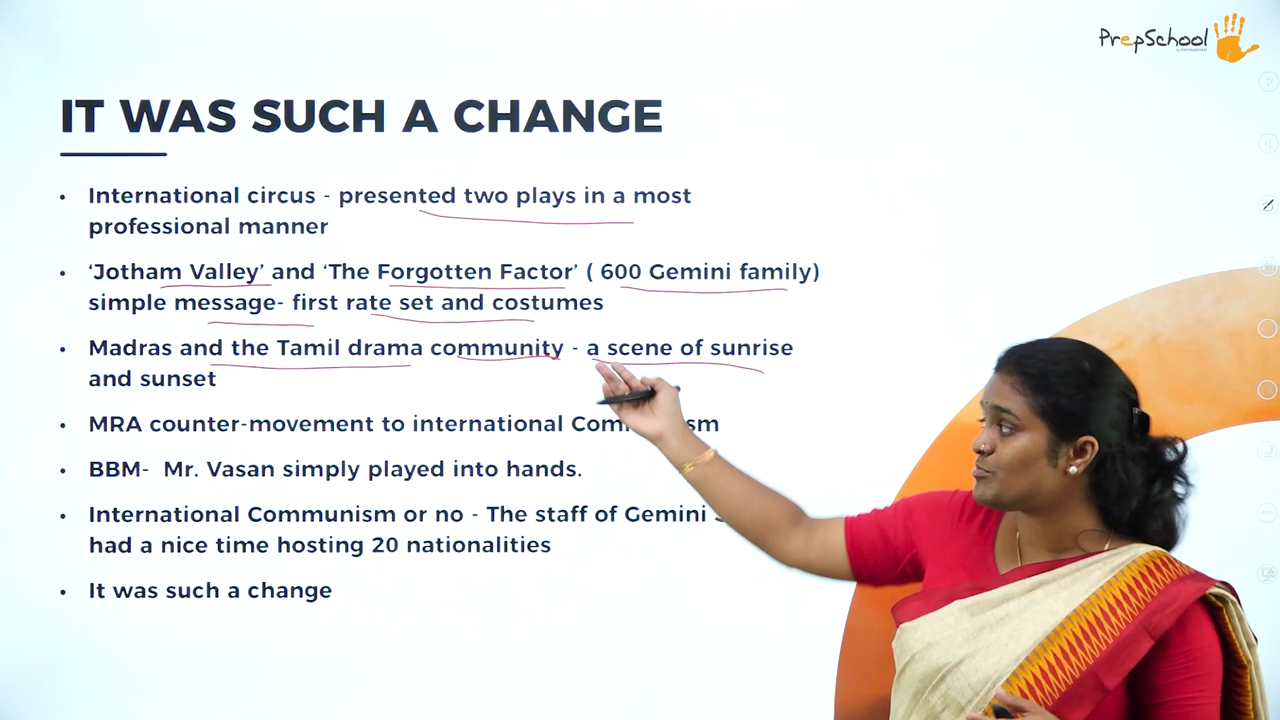 PrepSchool
IT WAS SUCH A CHANGE
• International circus - presented two plays in a most
professional manner
• ‘Jotham Valley’ and ‘The Forgotten Factor’ ( 600 Gemini family)
simple message- first rate set and costumes
• Madras and the Tamil drama community - a scene of sunrise
and sunset
• MRA counter-movement to international
• BBM- Mr. Vasan simply played into hands.
• International Communism or no - The staff of Gemini
had a nice time hosting 20 nationalities
• It was such a change